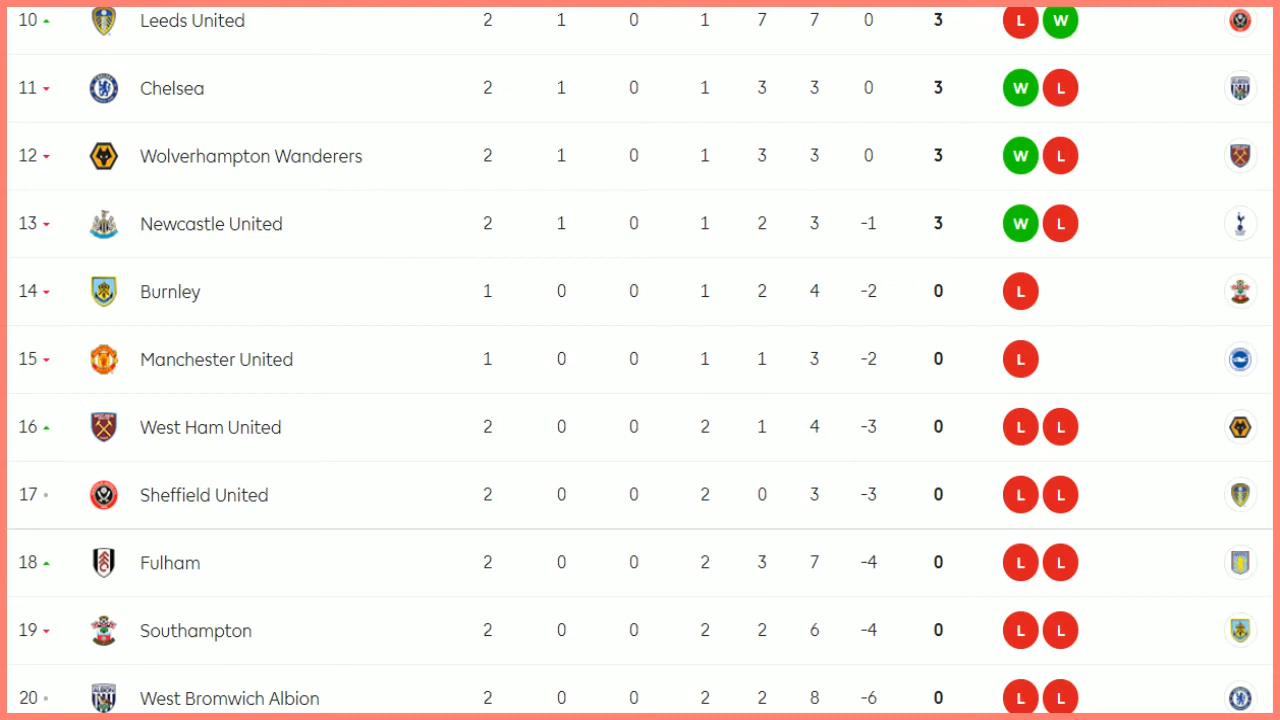 10 Leeds United 2 1 0 1 7 7 0 3 L W
11 Chelsea 2 1 0 1 3 3 0 3 W L
12 Wolverhampton Wanderers 2 1 0 1 3 3 0 3 W L
13 Newcastle United 2 1 0 1 2 3 -1 3 W L
14 Burnley 1 0 0 1 2 4 -2 0 L
15 Manchester United 1 0 0 1 1 3 -2 0 L
16 West Ham United 2 0 0 2 1 4 -3 0 L L
17 Sheffield United 2 0 0 2 0 3 -3 0 L L
18 Fulham 2 0 0 2 3 7 -4 0 L L
19 Southampton 2 0 0 2 2 6 -4 0 L L
20 West Bromwich Albion 2 0 0 2 2 8 -6 0 L L